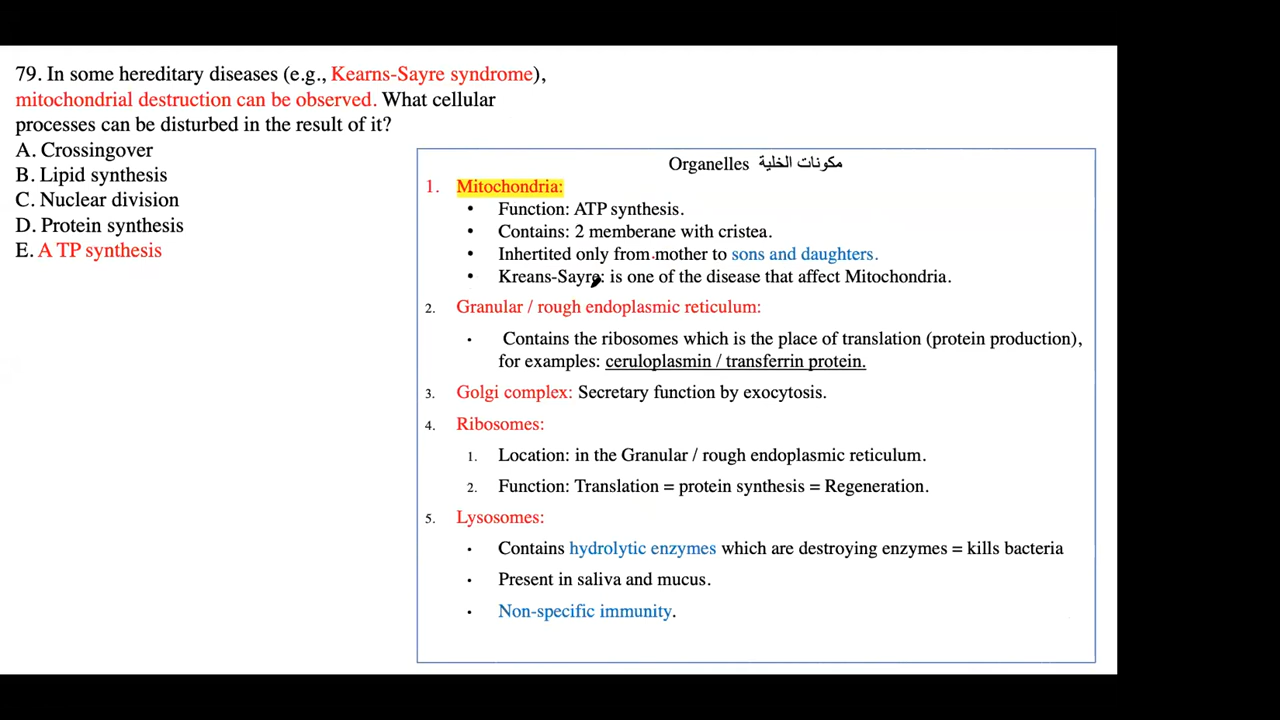 79. In some hereditary diseases (e.g., Kearns-Sayre syndrome),
mitochondrial destruction can be observed. What cellular
processes can be disturbed in the result of it?
A. Crossingover
B. Lipid synthesis
C. Nuclear division
D. Protein synthesis
E. A TP synthesis
Organelles مكونات الخلية
1. Mitochondria:
• Function: ATP synthesis.
• Contains: 2 memberane with cristea.
• Inhertited only from mother to sons and daughters.
• Kreans-Sayre: is one of the disease that affect Mitochondria.
2. Granular / rough endoplasmic reticulum:
• Contains the ribosomes which is the place of translation (protein production),
for examples: ceruloplasmin / transferrin protein.
3. Golgi complex: Secretary function by exocytosis.
4. Ribosomes:
1. Location: in the Granular / rough endoplasmic reticulum.
2. Function: Translation = protein synthesis = Regeneration.
5. Lysosomes:
• Contains hydrolytic enzymes which are destroying enzymes = kills bacteria
• Present in saliva and mucus.
• Non-specific immunity.